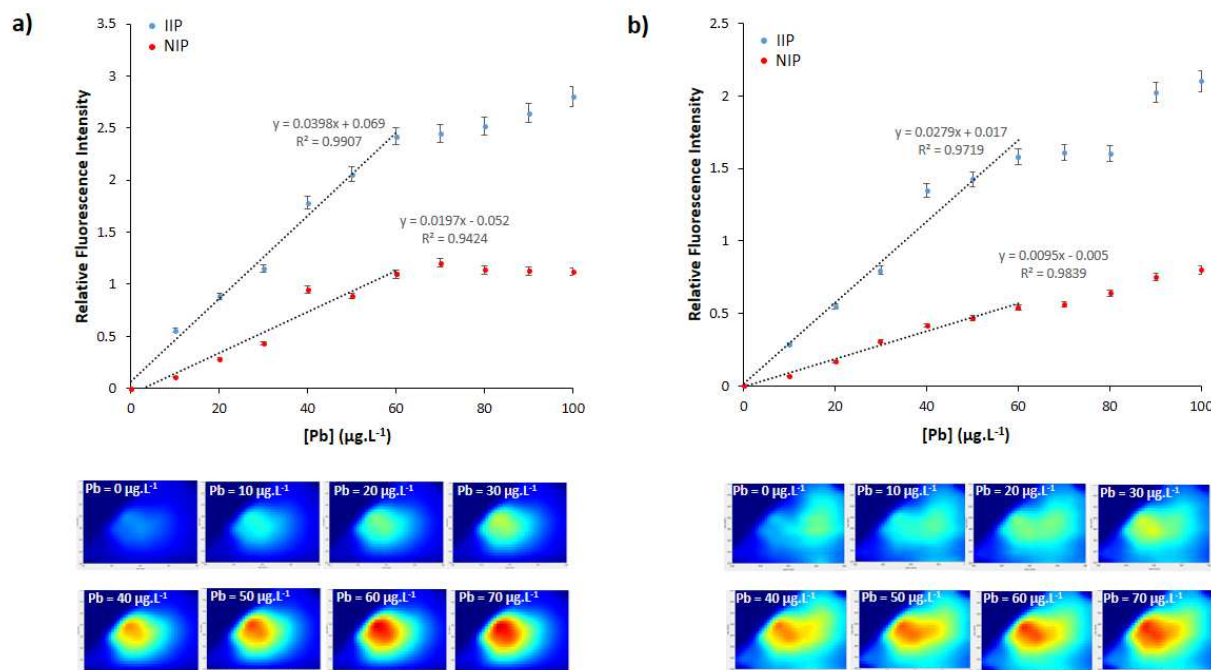 a)
IIP
NIP
Relative Fluorescence Intensity
3.5
3
2.5
2
1.5
1
0.5
0
y = 0.0398x + 0.069
R² = 0.9907
y = 0.0197x - 0.052
R² = 0.9424
0 20 40 60 80 100
[Pb] (µg.L⁻¹)
Pb = 0 µg.L⁻¹ Pb = 10 µg.L⁻¹ Pb = 20 µg.L⁻¹ Pb = 30 µg.L⁻¹
Pb = 40 µg.L⁻¹ Pb = 50 µg.L⁻¹ Pb = 60 µg.L⁻¹ Pb = 70 µg.L⁻¹
b)
IIP
NIP
Relative Fluorescence Intensity
2.5
2
1.5
1
0.5
0
y = 0.0279x + 0.017
R² = 0.9719
y = 0.0095x - 0.005
R² = 0.9839
0 20 40 60 80 100
[Pb] (µg.L⁻¹)
Pb = 0 µg.L⁻¹ Pb = 10 µg.L⁻¹ Pb = 20 µg.L⁻¹ Pb = 30 µg.L⁻¹
Pb = 40 µg.L⁻¹ Pb = 50 µg.L⁻¹ Pb = 60 µg.L⁻¹ Pb = 70 µg.L⁻¹